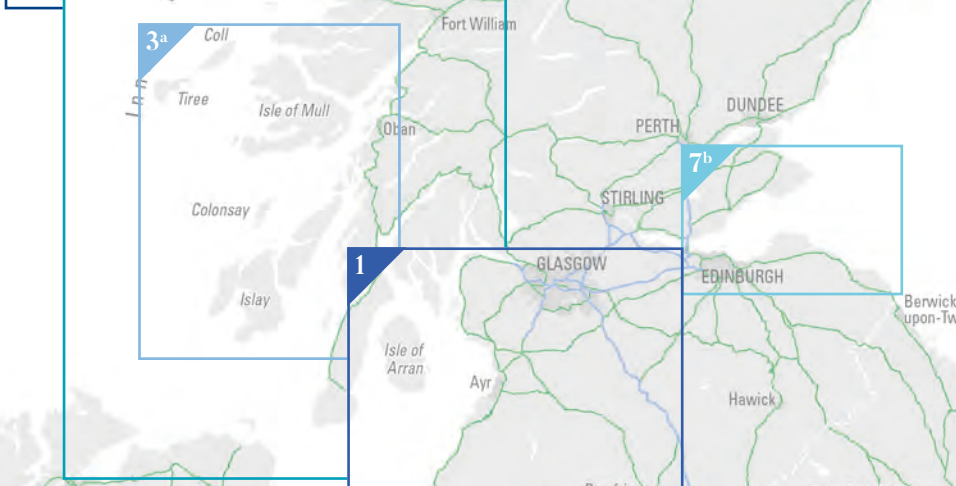 Fort William
3ª
Coll
Inn
Tiree
Isle of Mull
DUNDEE
Oban
PERTH
7ᵇ
STIRLING
Colonsay
1
GLASGOW
EDINBURGH
Islay
Berwick
upon-Tw
Isle of
Arran
Ayr
Hawick